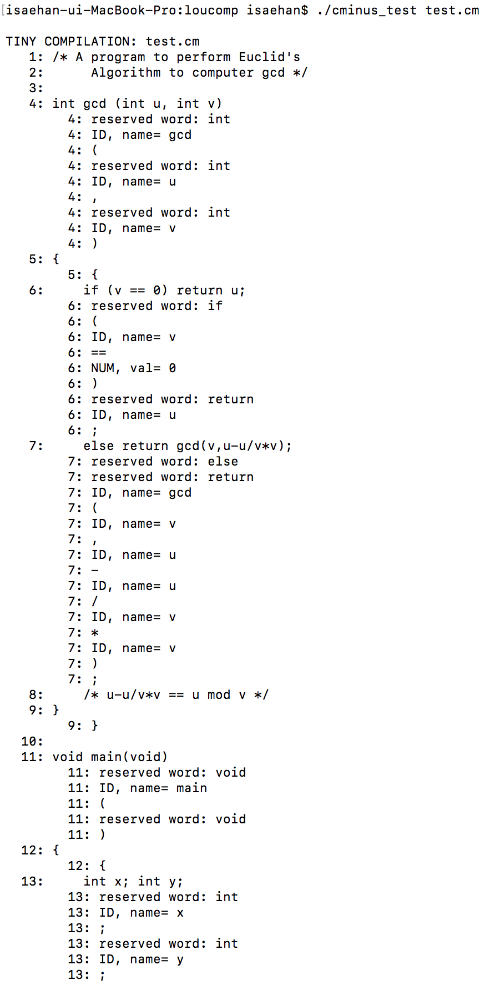 [isaehan-ui-MacBook-Pro:loucomp isaehan$ ./cminus_test test.cm

TINY COMPILATION: test.cm
   1: /* A program to perform Euclid's
   2:      Algorithm to computer gcd */
   3:
   4: int gcd (int u, int v)
        4: reserved word: int
        4: ID, name= gcd
        4: (
        4: reserved word: int
        4: ID, name= u
        4: ,
        4: reserved word: int
        4: ID, name= v
        4: )
   5: {
        5: {
   6:     if (v == 0) return u;
        6: reserved word: if
        6: (
        6: ID, name= v
        6: ==
        6: NUM, val= 0
        6: )
        6: reserved word: return
        6: ID, name= u
        6: ;
   7:     else return gcd(v,u-u/v*v);
        7: reserved word: else
        7: reserved word: return
        7: ID, name= gcd
        7: (
        7: ID, name= v
        7: ,
        7: ID, name= u
        7: -
        7: ID, name= u
        7: /
        7: ID, name= v
        7: *
        7: ID, name= v
        7: )
        7: ;
   8:     /* u-u/v*v == u mod v */
   9: }
        9: }
  10:
  11: void main(void)
        11: reserved word: void
        11: ID, name= main
        11: (
        11: reserved word: void
        11: )
  12: {
        12: {
  13:     int x; int y;
        13: reserved word: int
        13: ID, name= x
        13: ;
        13: reserved word: int
        13: ID, name= y
        13: ;